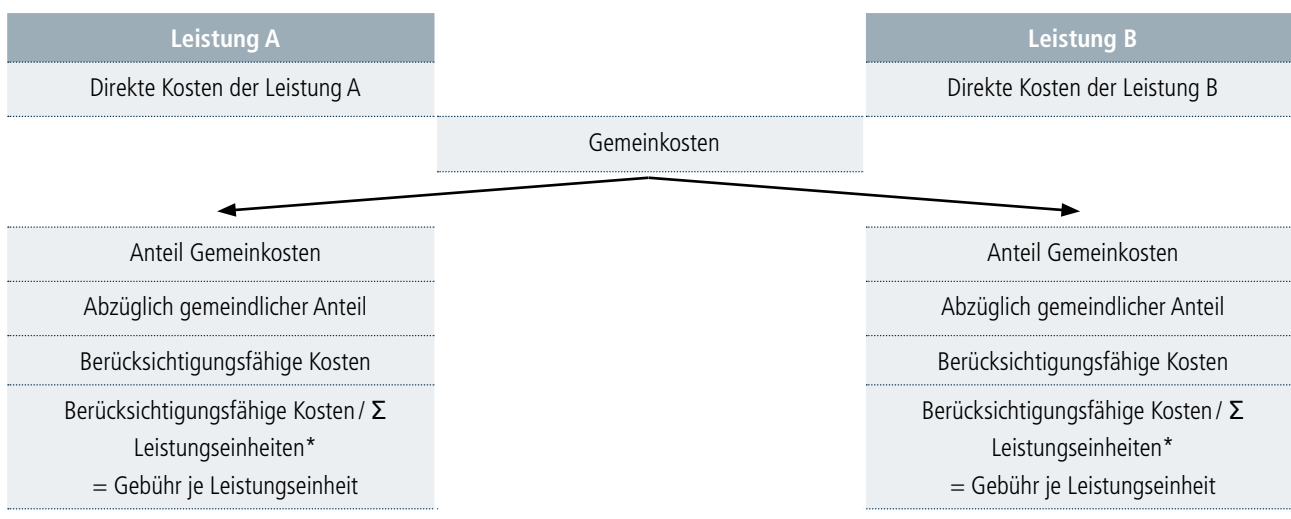 Leistung A
Leistung B
Direkte Kosten der Leistung A
Direkte Kosten der Leistung B
Gemeinkosten
Anteil Gemeinkosten
Anteil Gemeinkosten
Abzüglich gemeindlicher Anteil
Abzüglich gemeindlicher Anteil
Berücksichtigungsfähige Kosten
Berücksichtigungsfähige Kosten
Berücksichtigungsfähige Kosten / Σ
Leistungseinheiten*
= Gebühr je Leistungseinheit
Berücksichtigungsfähige Kosten / Σ
Leistungseinheiten*
= Gebühr je Leistungseinheit